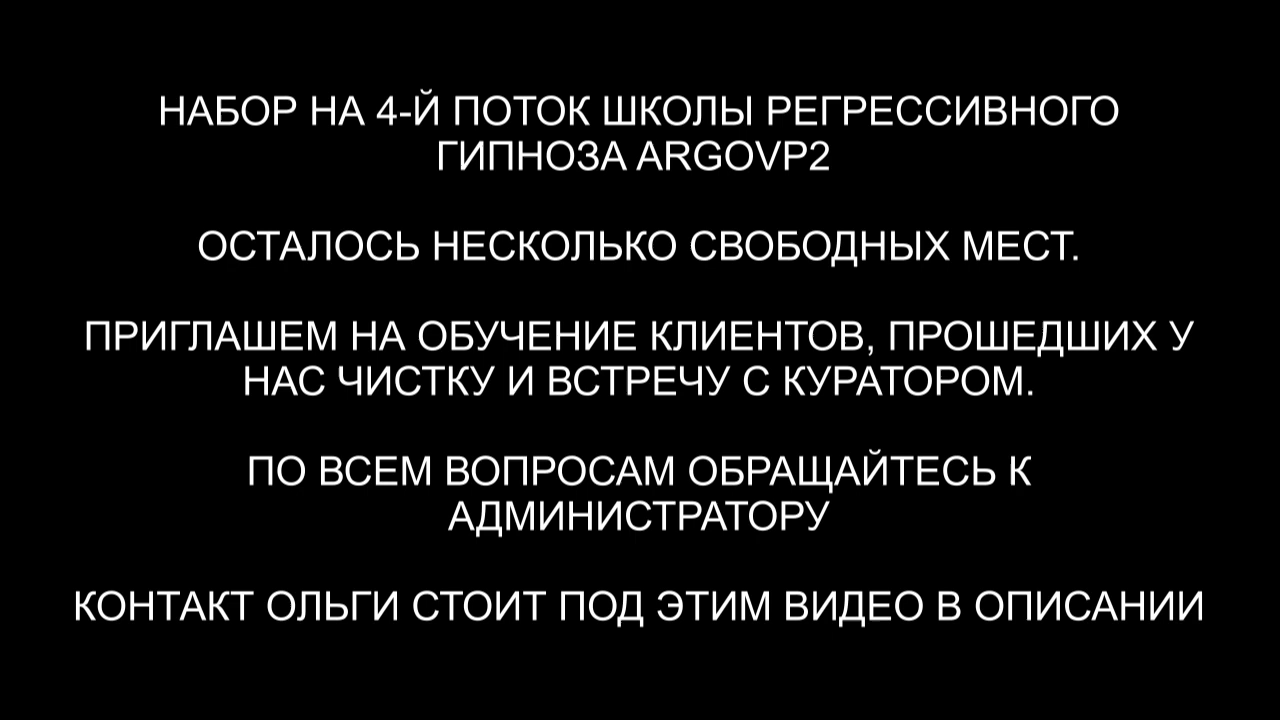 НАБОР НА 4-Й ПОТОК ШКОЛЫ РЕГРЕССИВНОГО
ГИПНОЗА ARGOVP2
ОСТАЛОСЬ НЕСКОЛЬКО СВОБОДНЫХ МЕСТ.
ПРИГЛАШЕМ НА ОБУЧЕНИЕ КЛИЕНТОВ, ПРОШЕДШИХ У
НАС ЧИСТКУ И ВСТРЕЧУ С КУРАТОРОМ.
ПО ВСЕМ ВОПРОСАМ ОБРАЩАЙТЕСЬ К
АДМИНИСТРАТОРУ
КОНТАКТ ОЛЬГИ СТОИТ ПОД ЭТИМ ВИДЕО В ОПИСАНИИ